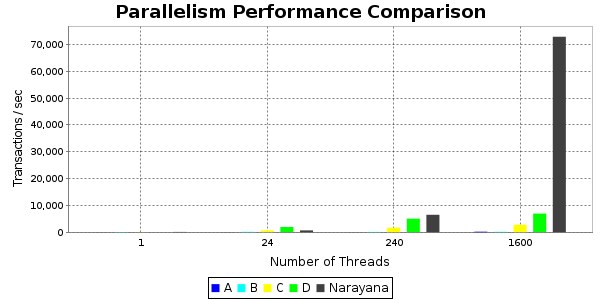 Parallelism Performance Comparison
Transactions / sec
70,000
60,000
50,000
40,000
30,000
20,000
10,000
0
1 24 240 1600
Number of Threads
A B C D Narayana